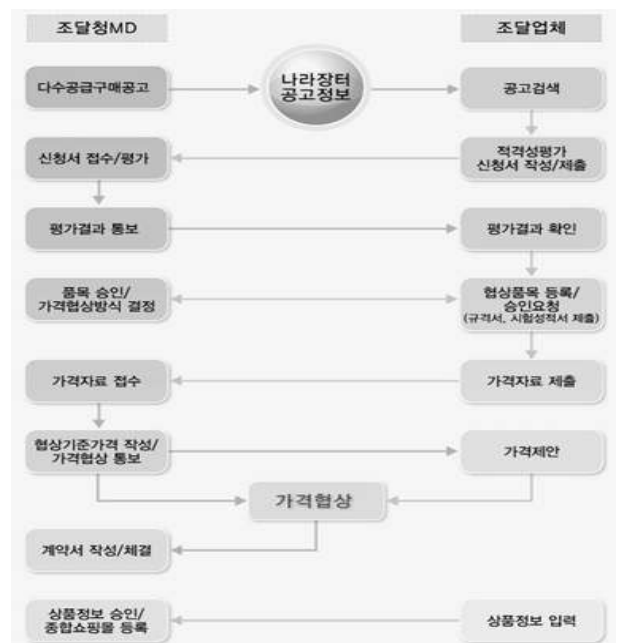 조달청MD
조달업체
다수공급구매공고
나라장터
공고정보
공고검색
신청서 접수/평가
적격성평가
신청서 작성/제출
평가결과 통보
평가결과 확인
품목 승인/
가격협상방식 결정
협상품목 등록/
승인요청
(규격서, 시험성적서 제출)
가격자료 접수
가격자료 제출
협상기준가격 작성/
가격협상 통보
가격제안
가격협상
계약서 작성/체결
상품정보 승인/
종합쇼핑몰 등록
상품정보 입력